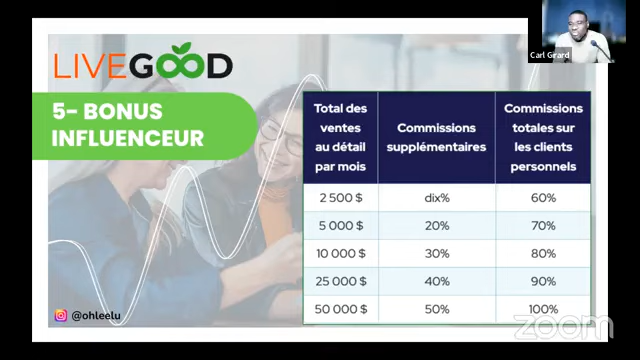 Carl Girard
LIVEGOOD
5- BONUS
INFLUENCEUR
Total des
ventes
au détail
par mois
Commissions
supplémentaires
Commissions
totales sur
les clients
personnels
2 500 $ dix% 60%
5 000 $ 20% 70%
10 000 $ 30% 80%
25 000 $ 40% 90%
50 000 $ 50% 100%
@ohleelu
zoom